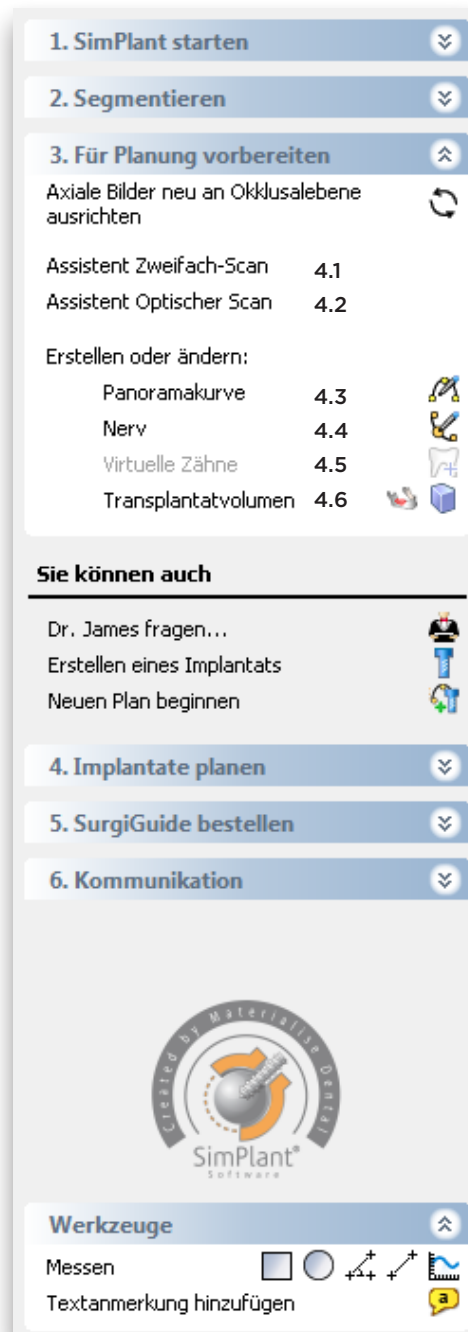 1. SimPlant starten
2. Segmentieren
3. Für Planung vorbereiten
Axiale Bilder neu an Okklusalebene
ausrichten
Assistent Zweifach-Scan 4.1
Assistent Optischer Scan 4.2
Erstellen oder ändern:
Panoramakurve 4.3
Nerv 4.4
Virtuelle Zähne 4.5
Transplantatvolumen 4.6
Sie können auch
Dr. James fragen...
Erstellen eines Implantats
Neuen Plan beginnen
4. Implantate planen
5. SurgiGuide bestellen
6. Kommunikation
Created by Materialise Dental
SimPlant®
Software
Werkzeuge
Messen
Textanmerkung hinzufügen a